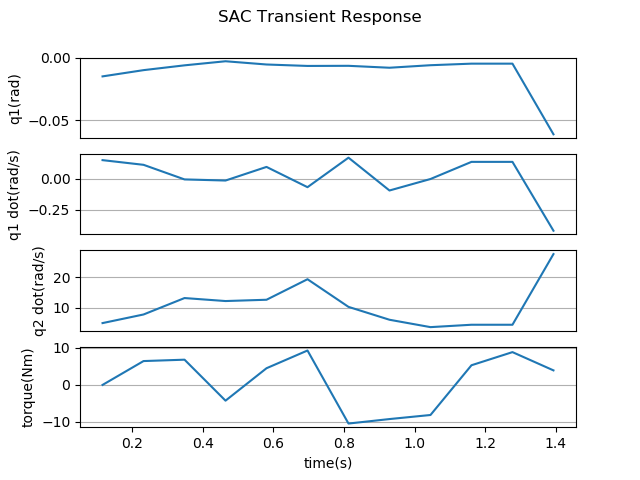 SAC Transient Response
0.00
−0.05
q1(rad)
0.00
−0.25
q1 dot(rad/s)
20
10
q2 dot(rad/s)
10
0
−10
torque(Nm)
0.2 0.4 0.6 0.8 1.0 1.2 1.4
time(s)